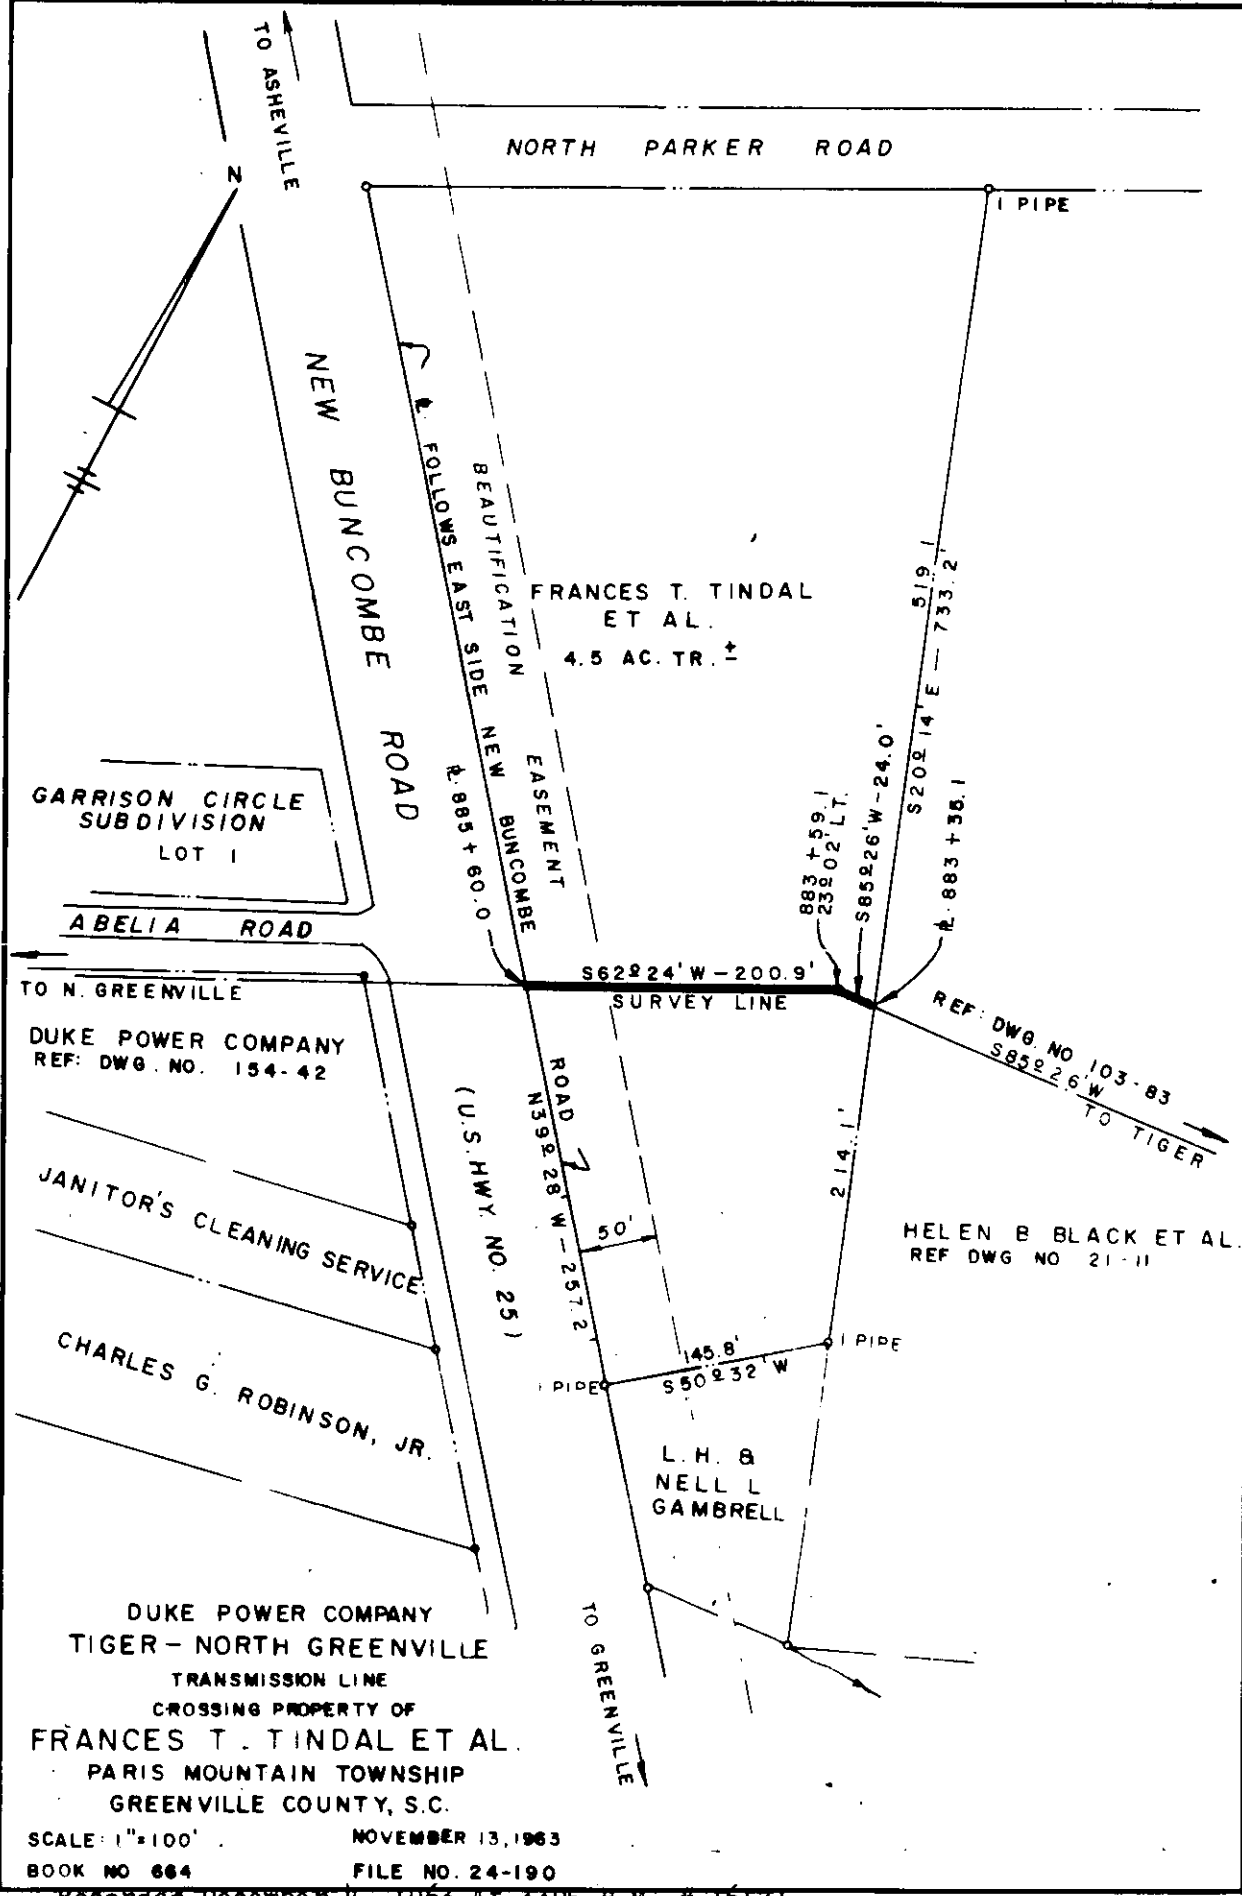 TO ASHEVILLE
NORTH PARKER ROAD
N
I PIPE
NEW BUNCOMBE ROAD
℄ FOLLOWS EAST SIDE NEW BUNCOMBE ROAD
BEAUTIFICATION EASEMENT
FRANCES T. TINDAL
ET AL.
4.5 AC. TR. ±
519.1
S20º14'E — 733.2'
GARRISON CIRCLE
SUBDIVISION
LOT 1
℄ 885+60.0
883+59.1
23º02' LT.
S85º26'W-24.0'
℄ 883+35.1
ABELIA ROAD
S62º24'W-200.9'
SURVEY LINE
TO N. GREENVILLE
DUKE POWER COMPANY
REF: DWG. NO. 154-42
REF: DWG. NO 103-83
S85º26'W
TO TIGER
(U.S. HWY. NO. 25)
N39º28'W-257.2'
214.1'
JANITOR'S CLEANING SERVICE
50'
HELEN B BLACK ET AL.
REF DWG NO 21-11
CHARLES G. ROBINSON, JR.
145.8'
S50º32'W
I PIPE
I PIPE
L. H. &
NELL L
GAMBRELL
TO GREENVILLE
DUKE POWER COMPANY
TIGER - NORTH GREENVILLE
TRANSMISSION LINE
CROSSING PROPERTY OF
FRANCES T. TINDAL ET AL.
PARIS MOUNTAIN TOWNSHIP
GREENVILLE COUNTY, S.C.
SCALE: 1"=100'
NOVEMBER 13, 1963
BOOK NO 664
FILE NO. 24-190